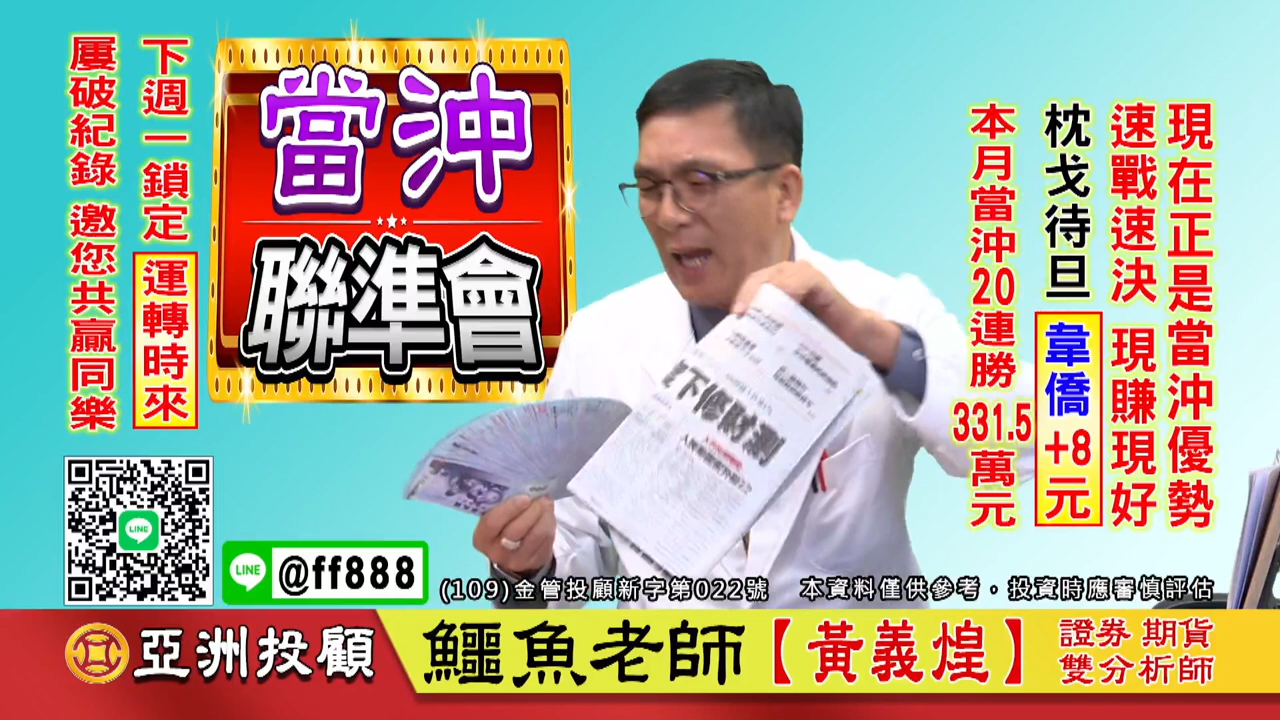 現在正是當沖優勢
速戰速決 現賺現好
枕戈待旦 韋僑+8元
本月當沖20連勝 331.5萬元
當沖
聯準會
下週一鎖定 運轉時來
屢破紀錄 邀您共贏同樂
下修財測
LINE
LINE @ff888
(109)金管投顧新字第022號 本資料僅供參考，投資時應審慎評估
亞洲投顧 鱷魚老師【黃義煌】 證券 期貨
雙分析師